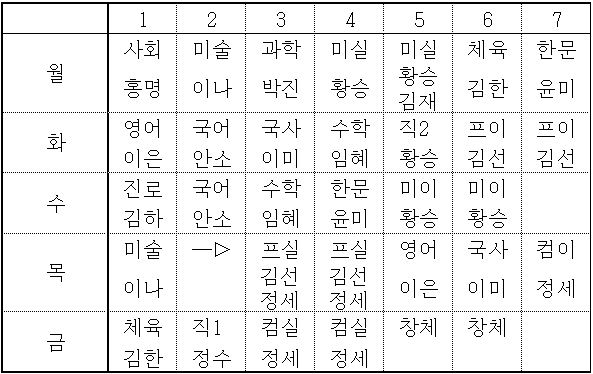 1 2 3 4 5 6 7
월 사회 미술 과학 미실 미실 체육 한문
홍명 이나 박진 황승 황승 김한 윤미
김재
화 영어 국어 국사 수학 직2 프이 프이
이은 안소 이미 임혜 황승 김선 김선
수 진로 국어 수학 한문 미이 미이
김하 안소 임혜 윤미 황승 황승
목 미술 —▷ 프실 프실 영어 국사 컴이
이나 김선 김선 이은 이미 정세
정세 정세
금 체육 직1 컴실 컴실 창체 창체
김한 정수 정세 정세